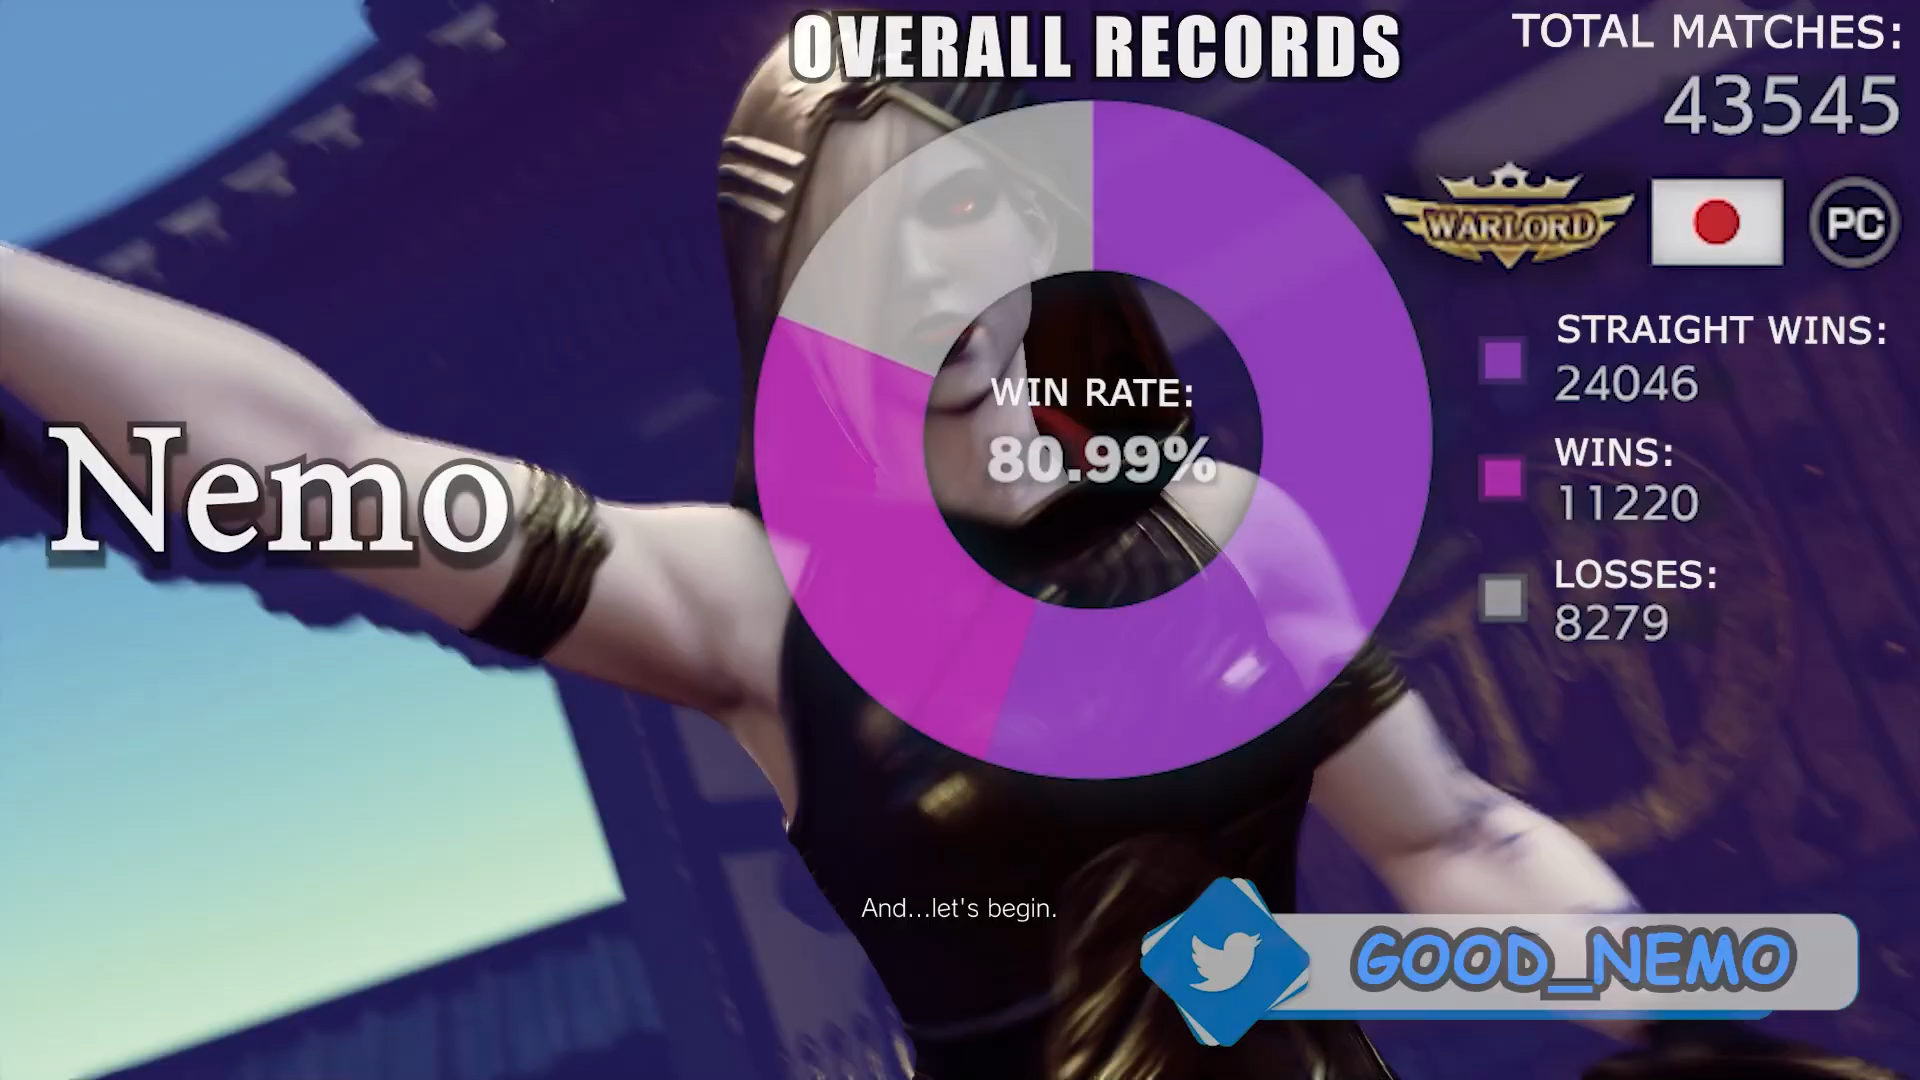 OVERALL RECORDS
TOTAL MATCHES:
43545
WARLORD
PC
STRAIGHT WINS:
24046
WINS:
11220
LOSSES:
8279
WIN RATE:
80.99%
Nemo
And...let's begin.
GOOD_NEMO